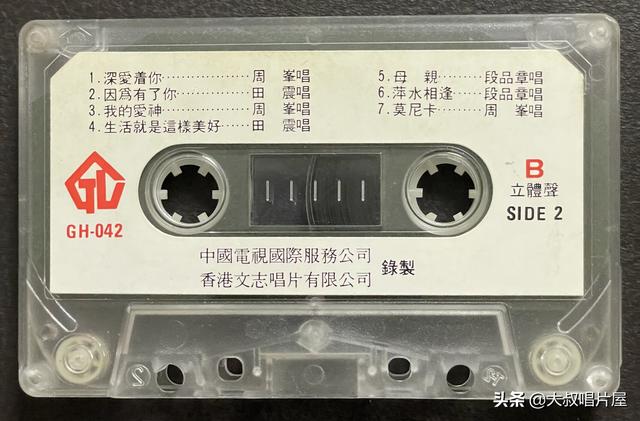 1.深愛着你………………周　峯唱
2.因爲有了你……………田　震唱
3.我的愛神………………周　峯唱
4.生活就是這樣美好……田　震唱
5.母　親………段品章唱
6.萍水相逢……段品章唱
7.莫尼卡………周　峯唱
GH-042
B
立體聲
SIDE 2
中國電視國際服務公司
香港文志唱片有限公司
錄製
2
头条 @大叔唱片屋